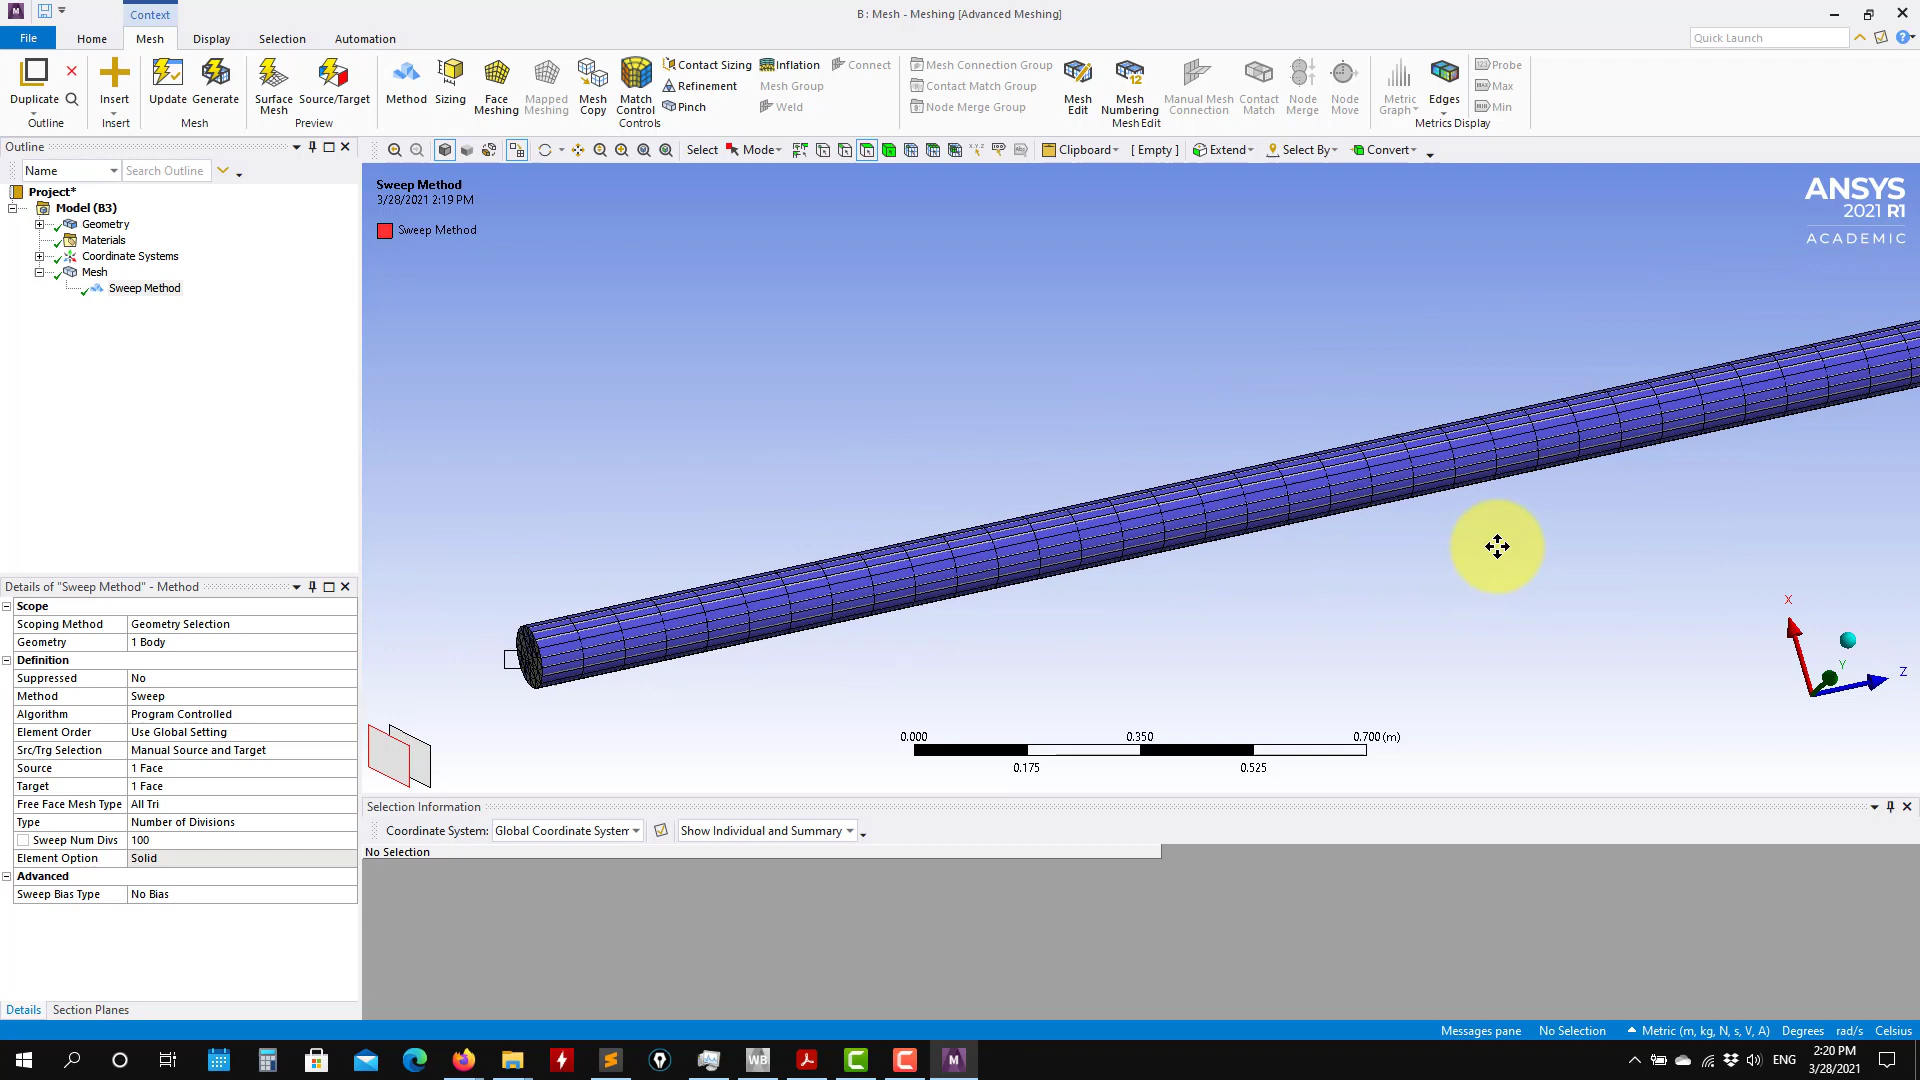 Context
B : Mesh - Meshing [Advanced Meshing]
File
Home
Mesh
Display
Selection
Automation
Quick Launch
Duplicate
Outline
Insert
Insert
Update
Generate
Mesh
Surface
Mesh
Source/Target
Preview
Method
Sizing
Face
Meshing
Mapped
Meshing
Mesh
Copy
Match
Control
Contact Sizing
Refinement
Pinch
Inflation
Mesh Group
Weld
Connect
Controls
Mesh Connection Group
Contact Match Group
Node Merge Group
Mesh
Edit
Mesh
Numbering
Manual Mesh
Connection
Contact
Match
Node
Merge
Node
Move
Mesh Edit
Metric
Graph
Edges
Probe
Max
Min
Metrics Display
Outline
Select
Mode
Clipboard
[ Empty ]
Extend
Select By
Convert
Name
Search Outline
Project*
Model (B3)
Geometry
Materials
Coordinate Systems
Mesh
Sweep Method
Sweep Method
3/28/2021 2:19 PM
Sweep Method
ANSYS
2021 R1
ACADEMIC
X
Y
Z
0.000
0.350
0.700 (m)
0.175
0.525
Details of "Sweep Method" - Method
Scope
Scoping Method Geometry Selection
Geometry 1 Body
Definition
Suppressed No
Method Sweep
Algorithm Program Controlled
Element Order Use Global Setting
Src/Trg Selection Manual Source and Target
Source 1 Face
Target 1 Face
Free Face Mesh Type All Tri
Type Number of Divisions
Sweep Num Divs 100
Element Option Solid
Advanced
Sweep Bias Type No Bias
Details
Section Planes
Selection Information
Coordinate System:
Global Coordinate System
Show Individual and Summary
No Selection
Messages pane
No Selection
Metric (m, kg, N, s, V, A)
Degrees
rad/s
Celsius
WB
M
ENG
2:20 PM
3/28/2021